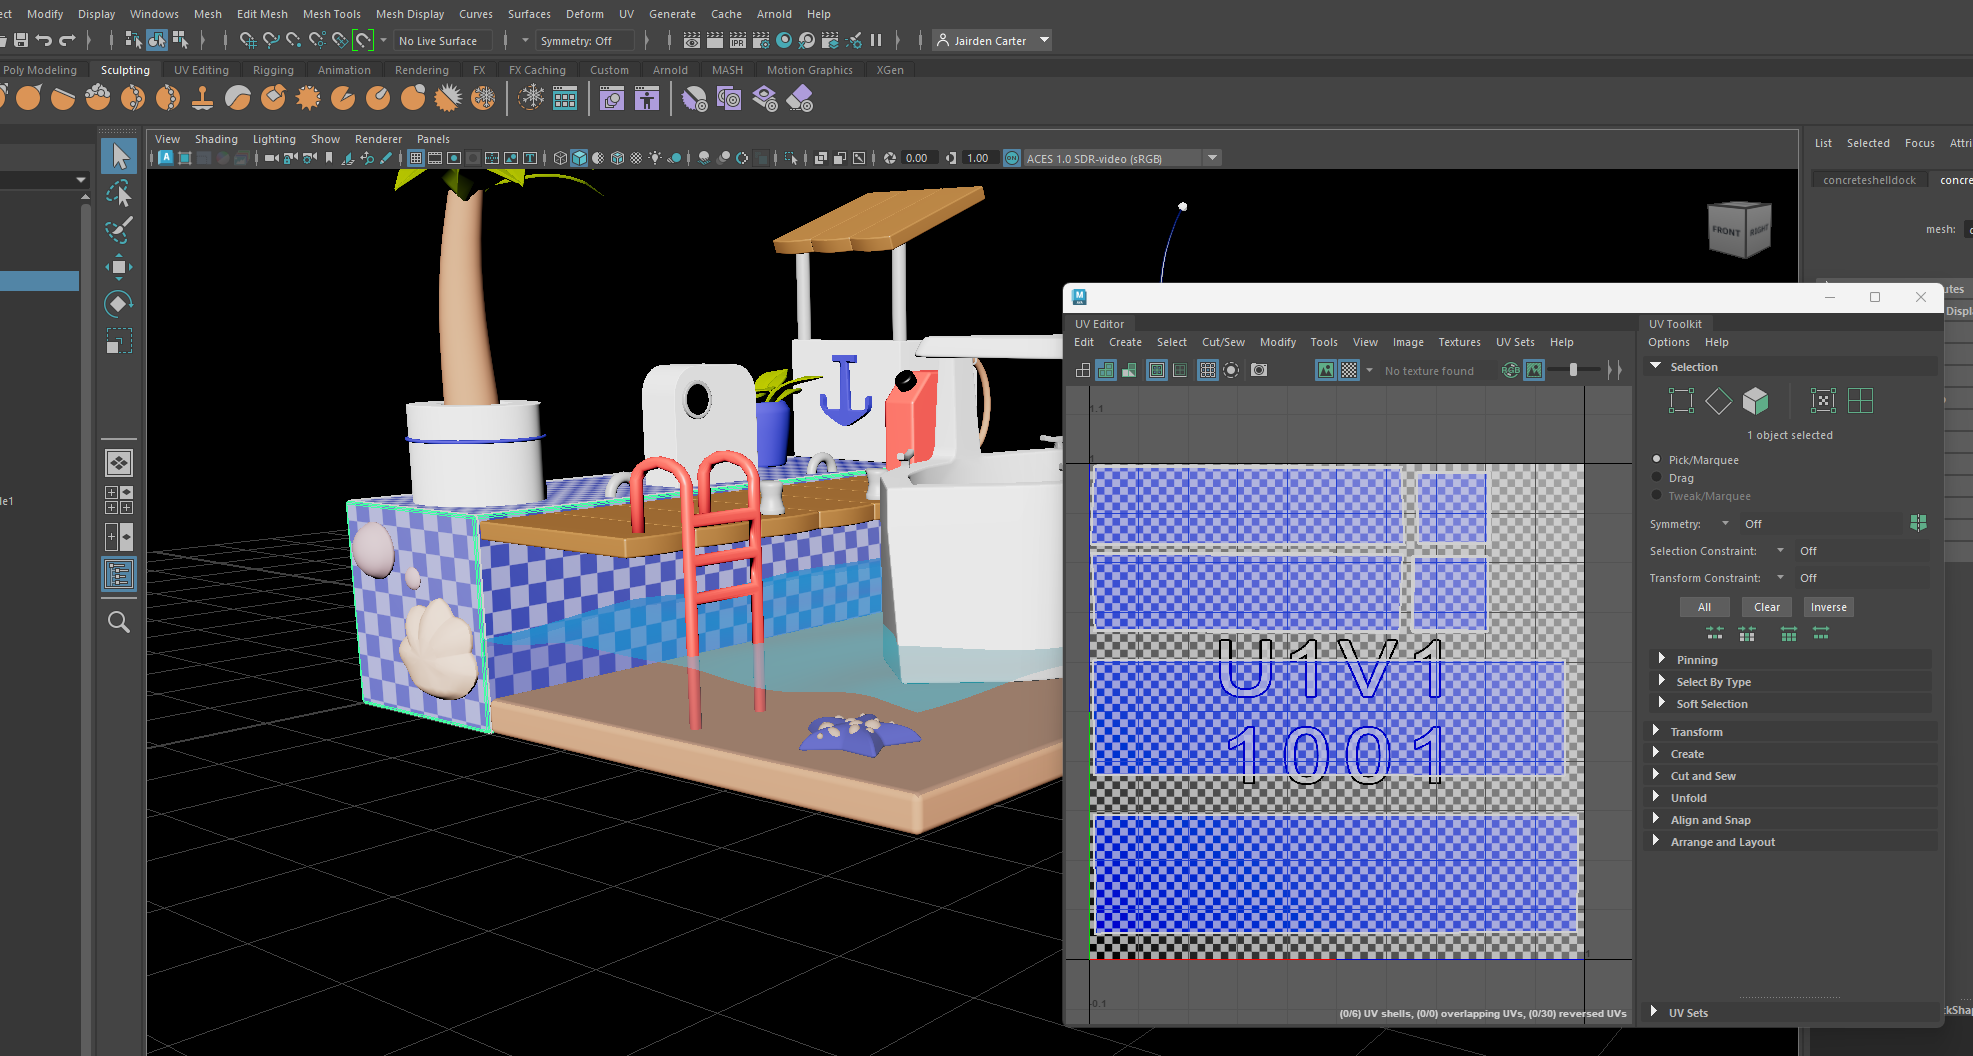 Modify Display Windows Mesh Edit Mesh Mesh Tools Mesh Display Curves Surfaces Deform UV Generate Cache Arnold Help
No Live Surface Symmetry: Off IPR Jairden Carter
Poly Modeling Sculpting UV Editing Rigging Animation Rendering FX FX Caching Custom Arnold MASH Motion Graphics XGen
View Shading Lighting Show Renderer Panels
0.00 1.00 ON ACES 1.0 SDR-video (sRGB)
List Selected Focus Attri
concreteshelldock concre
mesh:
FRONT RIGHT
utes
Displ
UV Editor
Edit Create Select Cut/Sew Modify Tools View Image Textures UV Sets Help
No texture found RGB
1.1
1
U1V1
1001
1
-0.1
(0/6) UV shells, (0/0) overlapping UVs, (0/30) reversed UVs
UV Toolkit
Options Help
Selection
1 object selected
Pick/Marquee
Drag
Tweak/Marquee
Symmetry: Off
Selection Constraint: Off
Transform Constraint: Off
All Clear Inverse
Pinning
Select By Type
Soft Selection
Transform
Create
Cut and Sew
Unfold
Align and Snap
Arrange and Layout
UV Sets